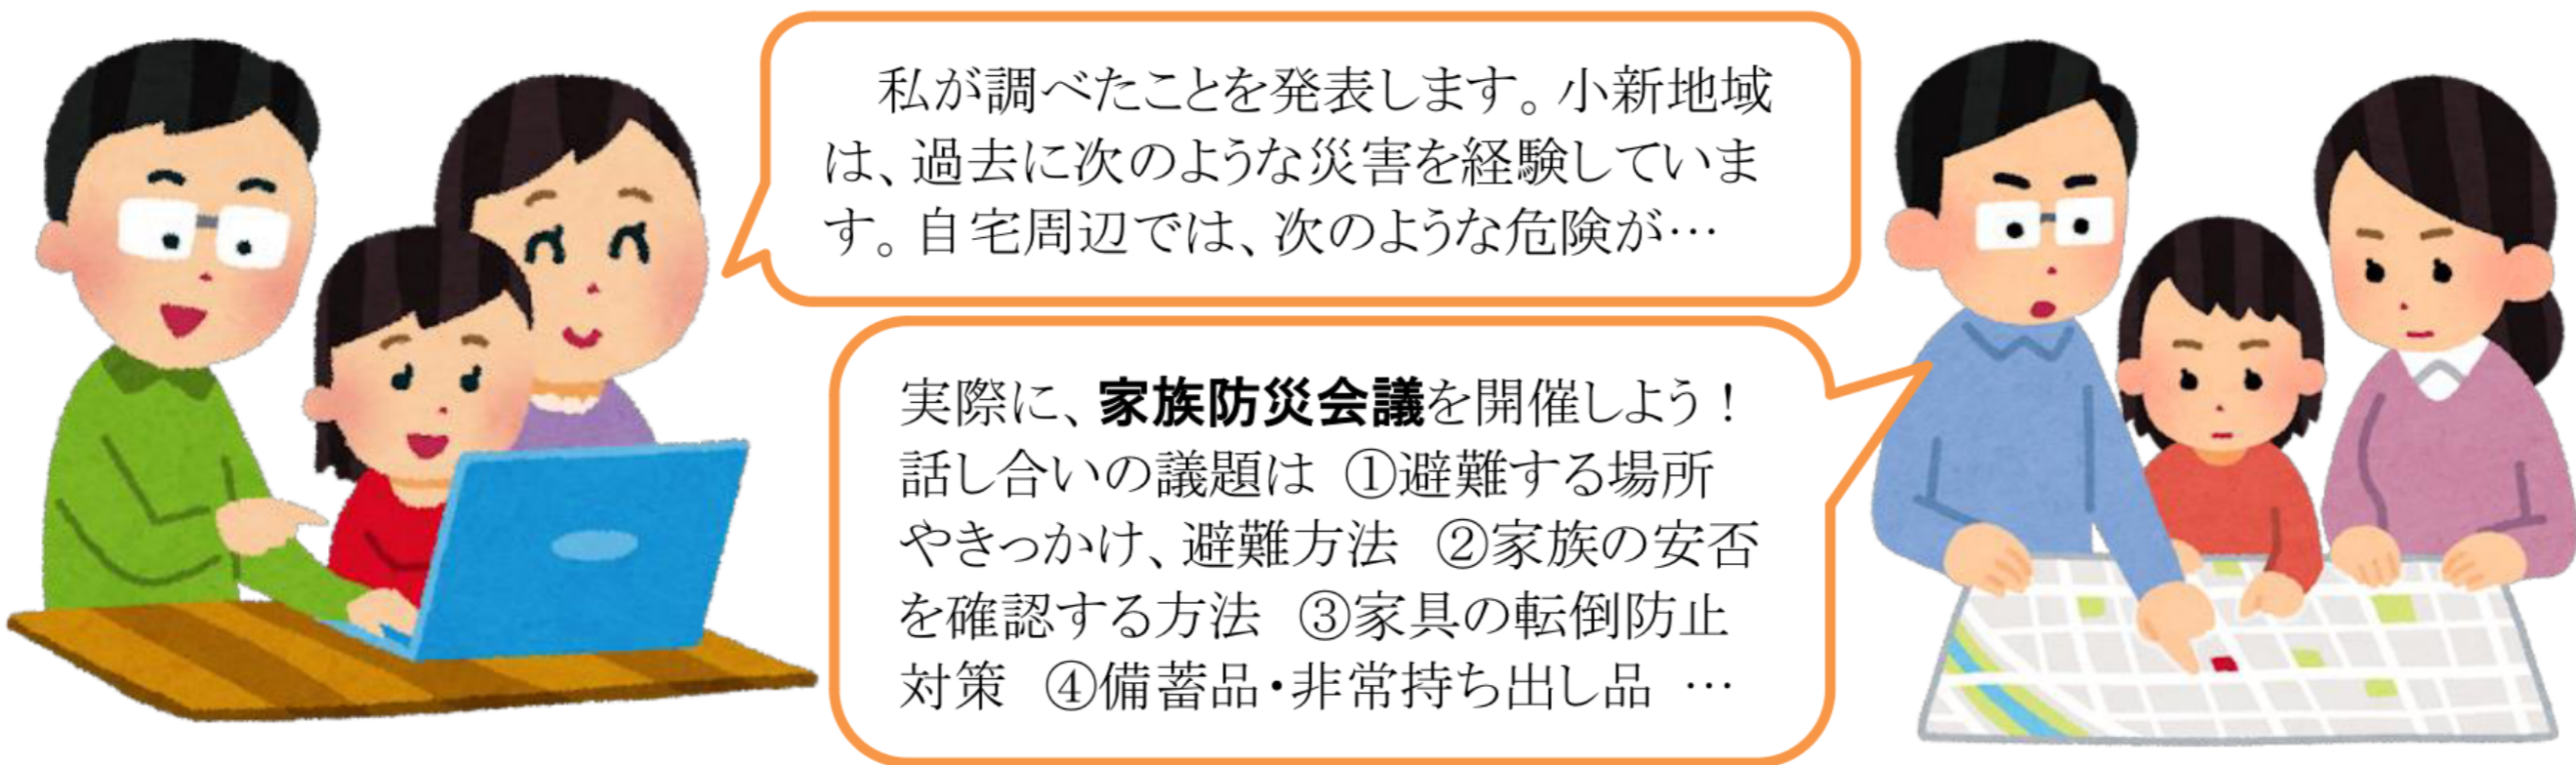 私が調べたことを発表します。小新地域
は、過去に次のような災害を経験していま
す。自宅周辺では、次のような危険が…
実際に、家族防災会議を開催しよう！
話し合いの議題は　①避難する場所
やきっかけ、避難方法　②家族の安否
を確認する方法　③家具の転倒防止
対策　④備蓄品・非常持ち出し品　…